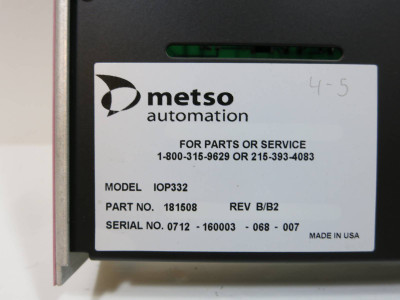 4-5
metso
automation
FOR PARTS OR SERVICE
1-800-315-9629 OR 215-393-4083
MODEL IOP332
PART NO. 181508 REV B/B2
SERIAL NO. 0712 - 160003 - 068 - 007
MADE IN USA